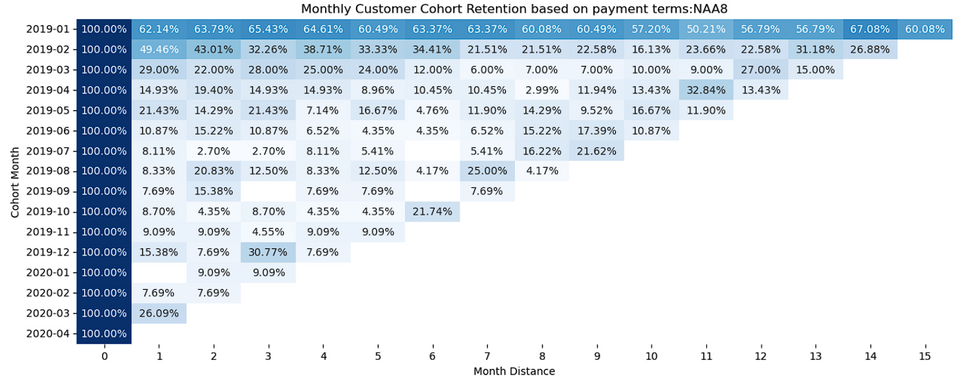 Monthly Customer Cohort Retention based on payment terms:NAA8
2019-01 100.00% 62.14% 63.79% 65.43% 64.61% 60.49% 63.37% 63.37% 60.08% 60.49% 57.20% 50.21% 56.79% 56.79% 67.08% 60.08%
2019-02 100.00% 49.46% 43.01% 32.26% 38.71% 33.33% 34.41% 21.51% 21.51% 22.58% 16.13% 23.66% 22.58% 31.18% 26.88%
2019-03 100.00% 29.00% 22.00% 28.00% 25.00% 24.00% 12.00% 6.00% 7.00% 7.00% 10.00% 9.00% 27.00% 15.00%
2019-04 100.00% 14.93% 19.40% 14.93% 14.93% 8.96% 10.45% 10.45% 2.99% 11.94% 13.43% 32.84% 13.43%
2019-05 100.00% 21.43% 14.29% 21.43% 7.14% 16.67% 4.76% 11.90% 14.29% 9.52% 16.67% 11.90%
2019-06 100.00% 10.87% 15.22% 10.87% 6.52% 4.35% 4.35% 6.52% 15.22% 17.39% 10.87%
2019-07 100.00% 8.11% 2.70% 2.70% 8.11% 5.41% 5.41% 16.22% 21.62%
2019-08 100.00% 8.33% 20.83% 12.50% 8.33% 12.50% 4.17% 25.00% 4.17%
2019-09 100.00% 7.69% 15.38% 7.69% 7.69% 7.69%
2019-10 100.00% 8.70% 4.35% 8.70% 4.35% 4.35% 21.74%
2019-11 100.00% 9.09% 9.09% 4.55% 9.09% 9.09%
2019-12 100.00% 15.38% 7.69% 30.77% 7.69%
2020-01 100.00% 9.09% 9.09%
2020-02 100.00% 7.69% 7.69%
2020-03 100.00% 26.09%
2020-04 100.00%
0 1 2 3 4 5 6 7 8 9 10 11 12 13 14 15
Month Distance
Cohort Month